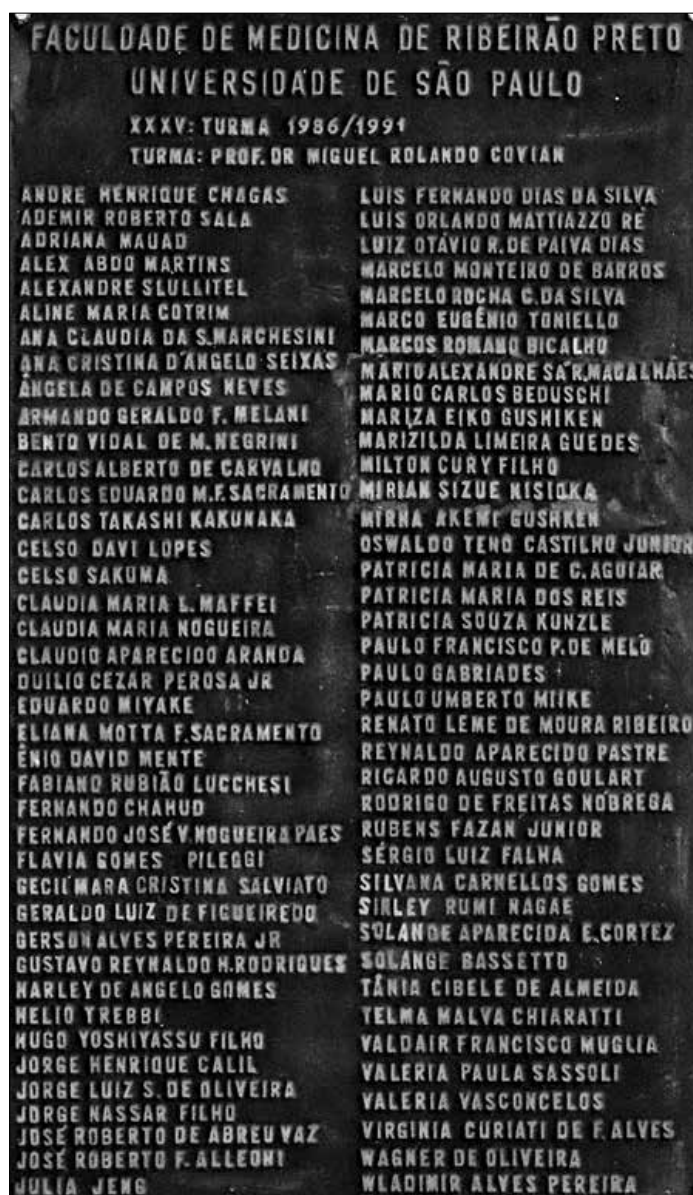 FACULDADE DE MEDICINA DE RIBEIRÃO PRETO
UNIVERSIDADE DE SÃO PAULO
XXXV: TURMA 1986/1991
TURMA: PROF. DR MIGUEL ROLANDO COVIAN
ANDRE HENRIQUE CHAGAS
ADEMIR ROBERTO SALA
ADRIANA MAUAD
ALEX ABDO MARTINS
ALEXANDRE SLULLITEL
ALINE MARIA COTRIM
ANA CLAUDIA DA S. MARCHESINI
ANA CRISTINA D'ANGELO SEIXAS
ÂNGELA DE CAMPOS NEVES
ARMANDO GERALDO F. MELANI
BENTO VIDAL DE M. NEGRINI
CARLOS ALBERTO DE CARVALHO
CARLOS EDUARDO M.F. SACRAMENTO
CARLOS TAKASHI KAKUNAKA
CELSO DAVI LOPES
CELSO SAKUMA
CLAUDIA MARIA L. MAFFEI
CLAUDIA MARIA NOGUEIRA
CLAUDIO APARECIDO ARANDA
DUILIO CEZAR PEROSA JR
EDUARDO MIYAKE
ELIANA MOTTA F. SACRAMENTO
ÊNIO DAVID MENTE
FABIANO RUBIÃO LUCCHESI
FERNANDO CHAHUD
FERNANDO JOSÉ V. NOGUEIRA PAES
FLAVIA GOMES PILEGGI
GECILMARA CRISTINA SALVIATO
GERALDO LUIZ DE FIGUEIREDO
GERSON ALVES PEREIRA JR
GUSTAVO REYNALDO H. RODRIQUES
HARLEY DE ANGELO GOMES
HELIO TREBBI
HUGO YOSHIYASSU FILHO
JORGE HENRIQUE CALIL
JORGE LUIZ S. DE OLIVEIRA
JORGE NASSAR FILHO
JOSÉ ROBERTO DE ABREU VAZ
JOSÉ ROBERTO F. ALLEONI
JULIA JENG
LUIS FERNANDO DIAS DA SILVA
LUIS ORLANDO MATTIAZZO RE
LUIZ OTÁVIO R. DE PAIVA DIAS
MARCELO MONTEIRO DE BARROS
MARCELO ROCHA C. DA SILVA
MARCO EUGÊNIO TONIELLO
MARCOS ROMANO BICALHO
MARIO ALEXANDRE SÁ R. MAGALHÃES
MARIO CARLOS BEDUSCHI
MARIZA EIKO GUSHIKEN
MARIZILDA LIMEIRA GUEDES
MILTON CURY FILHO
MIRIAN SIZUE NISIOKA
MIRNA AKEMI GUSHKEN
OSWALDO TENO CASTILHO JUNIOR
PATRICIA MARIA DE C. AGUIAR
PATRICIA MARIA DOS REIS
PATRICIA SOUZA KUNZLE
PAULO FRANCISCO P. DE MELO
PAULO GABRIADES
PAULO UMBERTO MIIKE
RENATO LEME DE MOURA RIBEIRO
REYNALDO APARECIDO PASTRE
RICARDO AUGUSTO GOULART
RODRIGO DE FREITAS NOBREGA
RUBENS FAZAN JUNIOR
SÉRGIO LUIZ FALHA
SILVANA CARNELLOS GOMES
SIRLEY RUMI NAGAE
SOLANGE APARECIDA E. CORTEZ
SOLANGE BASSETTO
TÂNIA CIBELE DE ALMEIDA
TELMA MALVA CHIARATTI
VALDAIR FRANCISCO MUGLIA
VALERIA PAULA SASSOLI
VALERIA VASCONCELOS
VIRGINIA CURIATI DE F. ALVES
WAGNER DE OLIVEIRA
WLADIMIR ALVES PEREIRA